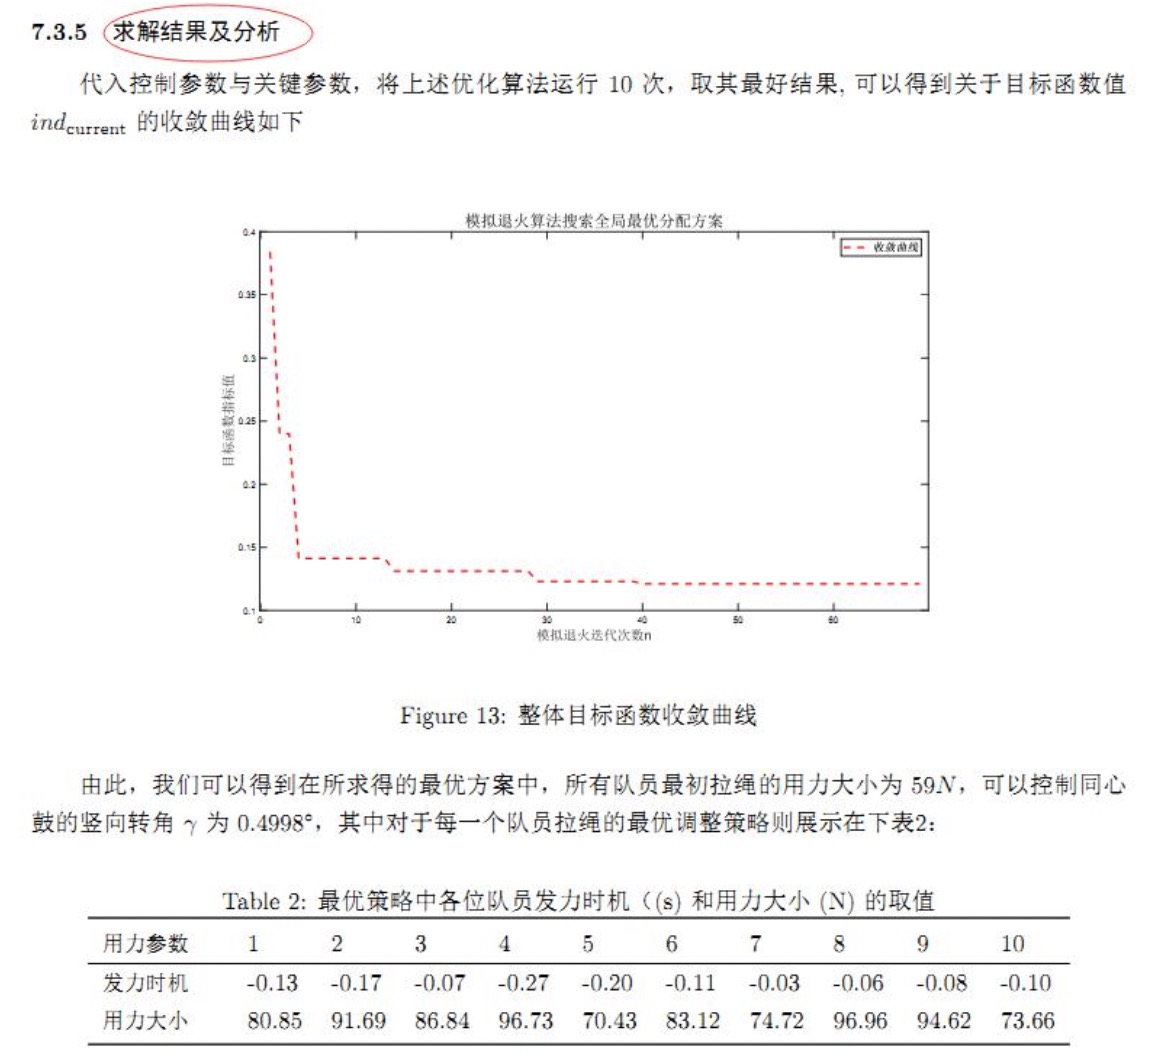 7.3.5 求解结果及分析
代入控制参数与关键参数，将上述优化算法运行 10 次，取其最好结果, 可以得到关于目标函数值
indcurrent 的收敛曲线如下
模拟退火算法搜索全局最优分配方案
收敛曲线
0.4
0.35
0.3
0.25
0.2
0.15
0.1
目标函数指标值
0 10 20 30 40 50 60
模拟退火迭代次数n
Figure 13: 整体目标函数收敛曲线
由此，我们可以得到在所求得的最优方案中，所有队员最初拉绳的用力大小为 59N，可以控制同心
鼓的竖向转角 γ 为 0.4998°，其中对于每一个队员拉绳的最优调整策略则展示在下表2：
Table 2: 最优策略中各位队员发力时机（(s) 和用力大小 (N) 的取值
用力参数 1 2 3 4 5 6 7 8 9 10
发力时机 -0.13 -0.17 -0.07 -0.27 -0.20 -0.11 -0.03 -0.06 -0.08 -0.10
用力大小 80.85 91.69 86.84 96.73 70.43 83.12 74.72 96.96 94.62 73.66